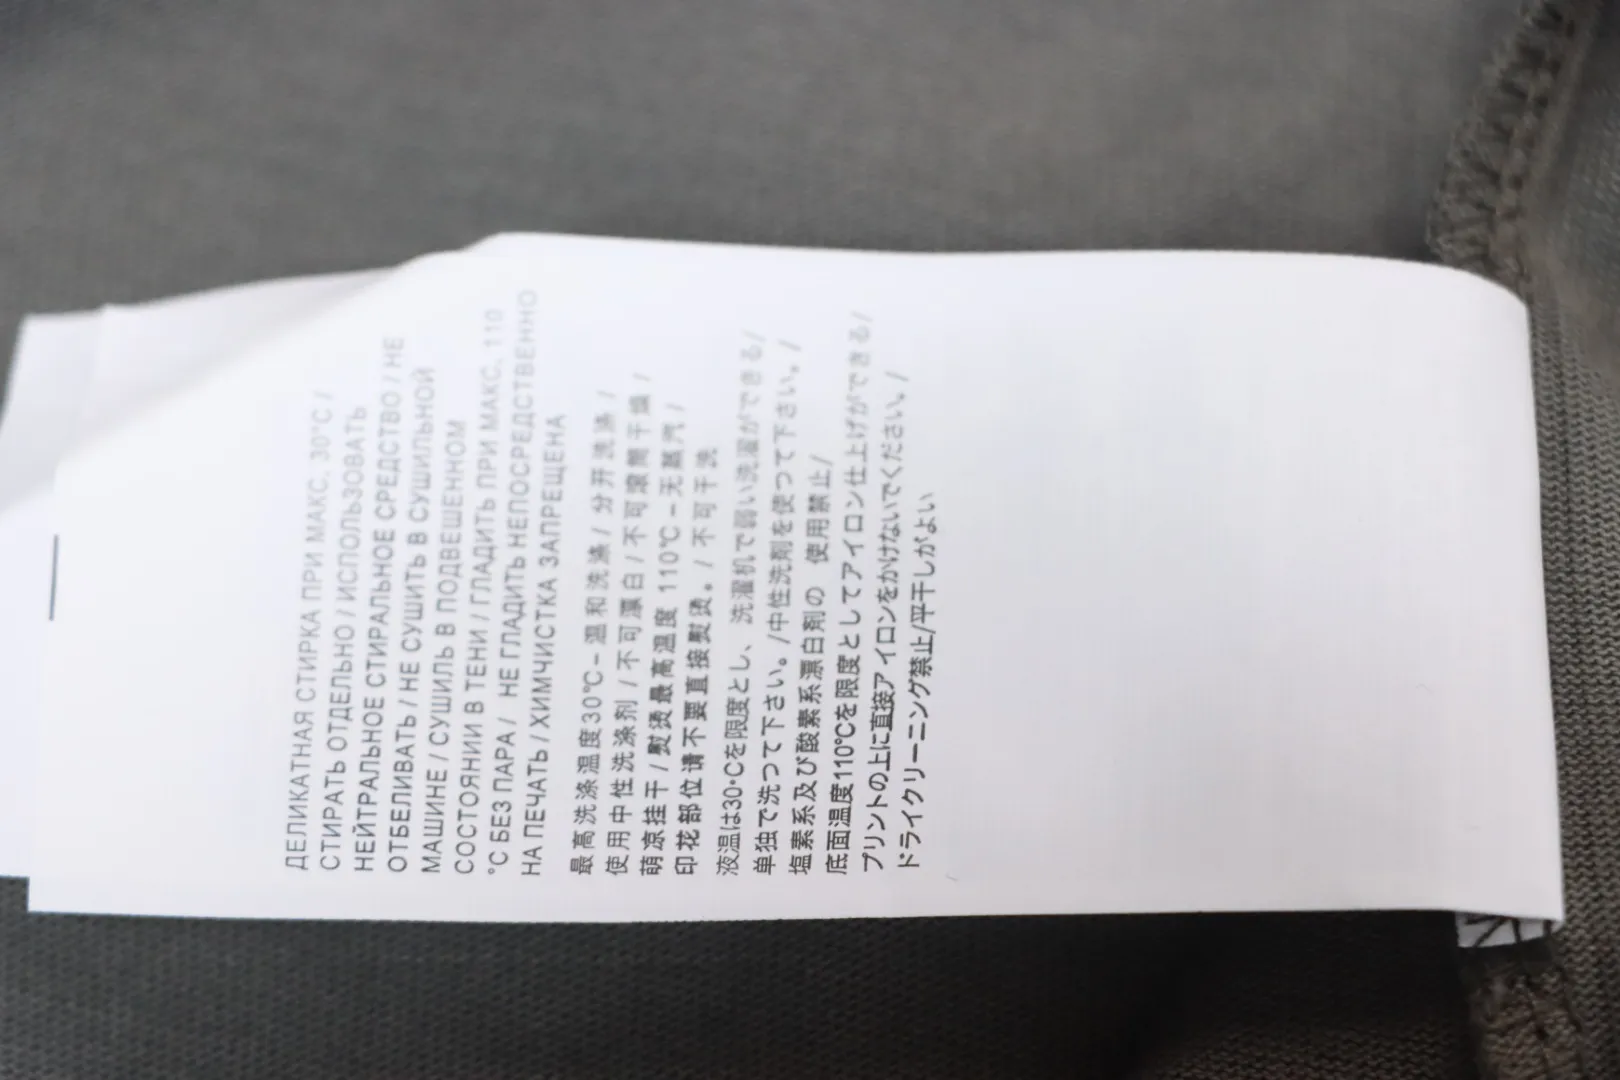 ДЕЛИКАТНАЯ СТИРКА ПРИ МАКС. 30°C /
СТИРАТЬ ОТДЕЛЬНО / ИСПОЛЬЗОВАТЬ
НЕЙТРАЛЬНОЕ СТИРАЛЬНОЕ СРЕДСТВО / НЕ
ОТБЕЛИВАТЬ / НЕ СУШИТЬ В СУШИЛЬНОЙ
МАШИНЕ / СУШИЛЬ В ПОДВЕШЕННОМ
СОСТОЯНИИ В ТЕНИ / ГЛАДИТЬ ПРИ МАКС. 110
°C БЕЗ ПАРА / НЕ ГЛАДИТЬ НЕПОСРЕДСТВЕННО
НА ПЕЧАТЬ / ХИМЧИСТКА ЗАПРЕЩЕНА
最高洗涤温度30℃－温和洗涤 / 分开洗涤 /
使用中性洗涤剂 / 不可漂白 / 不可滚筒干燥 /
萌凉挂干 / 熨烫最高温度 110℃－无蒸汽 /
印花部位请不要直接熨烫。/ 不可干洗
液温は30・Cを限度とし、洗濯机で弱い洗濯ができる/
单独で洗つて下さい。/中性洗剤を使つて下さい。/
塩素系及び酸素系漂白剤の 使用禁止/
底面温度110℃を限度としてアイロン仕上げができる/
プリントの上に直接アイロンをかけないでください。/
ドライクリーニング禁止/平干しがよい